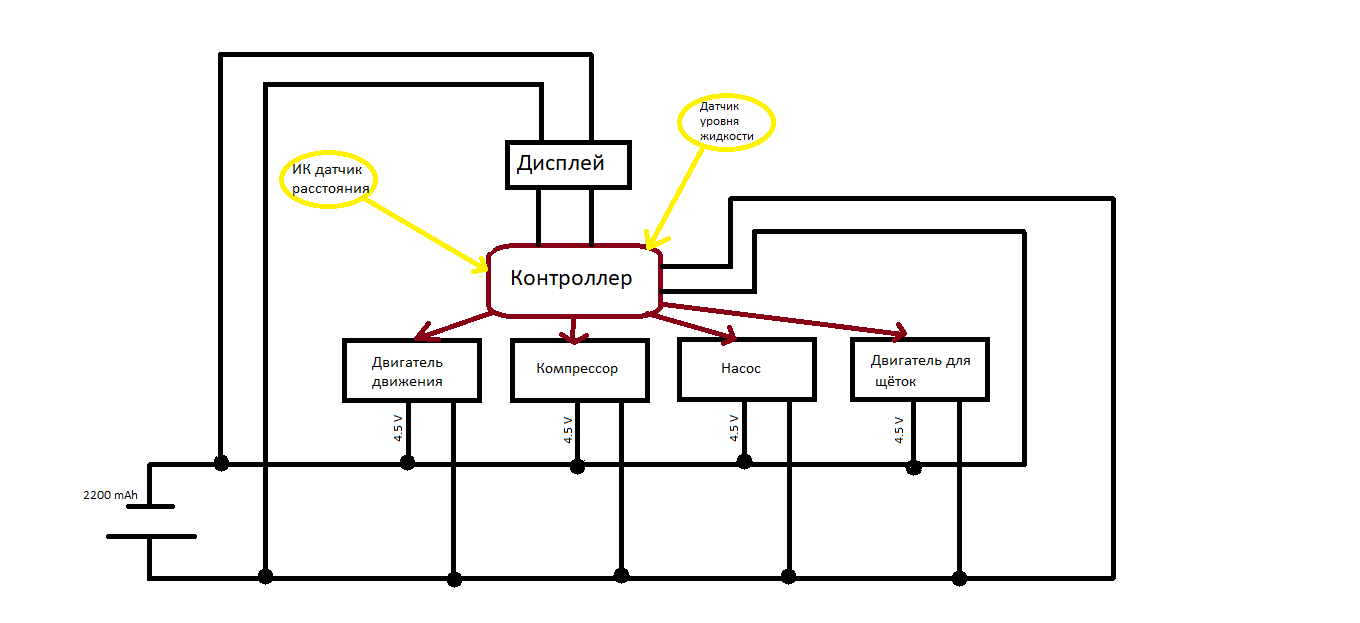 Датчик
уровня
жидкости
Дисплей
ИК датчик
расстояния
Контроллер
Двигатель
движения
Компрессор
Насос
Двигатель для
щёток
4.5 V
4.5 V
4.5 V
4.5 V
2200 mAh